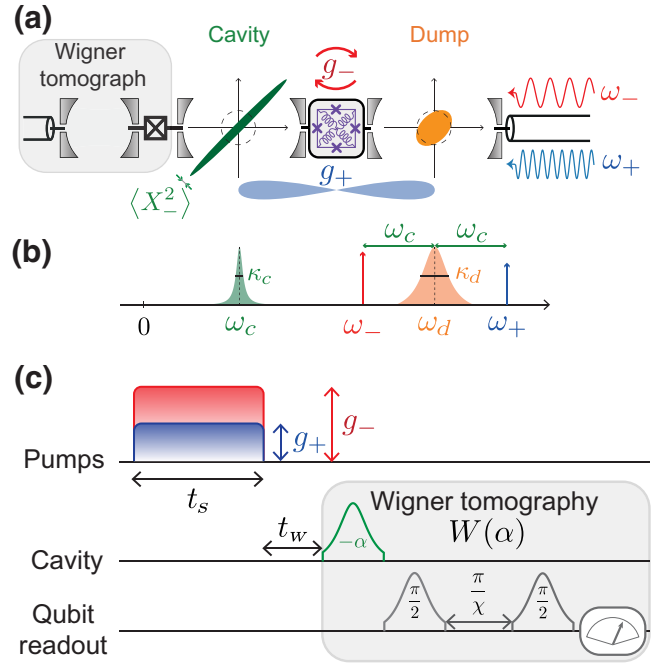 (a)
Cavity
Dump
Wigner
tomograph
g₋
ω₋
g₊
ω₊
⟨X₋²⟩
(b)
ω_c
ω_c
κ_c
κ_d
0
ω_c
ω₋
ω_d
ω₊
(c)
g₊
g₋
Pumps
t_s
Wigner tomography
t_w
W(α)
-α
Cavity
π/2
π/χ
π/2
Qubit
readout